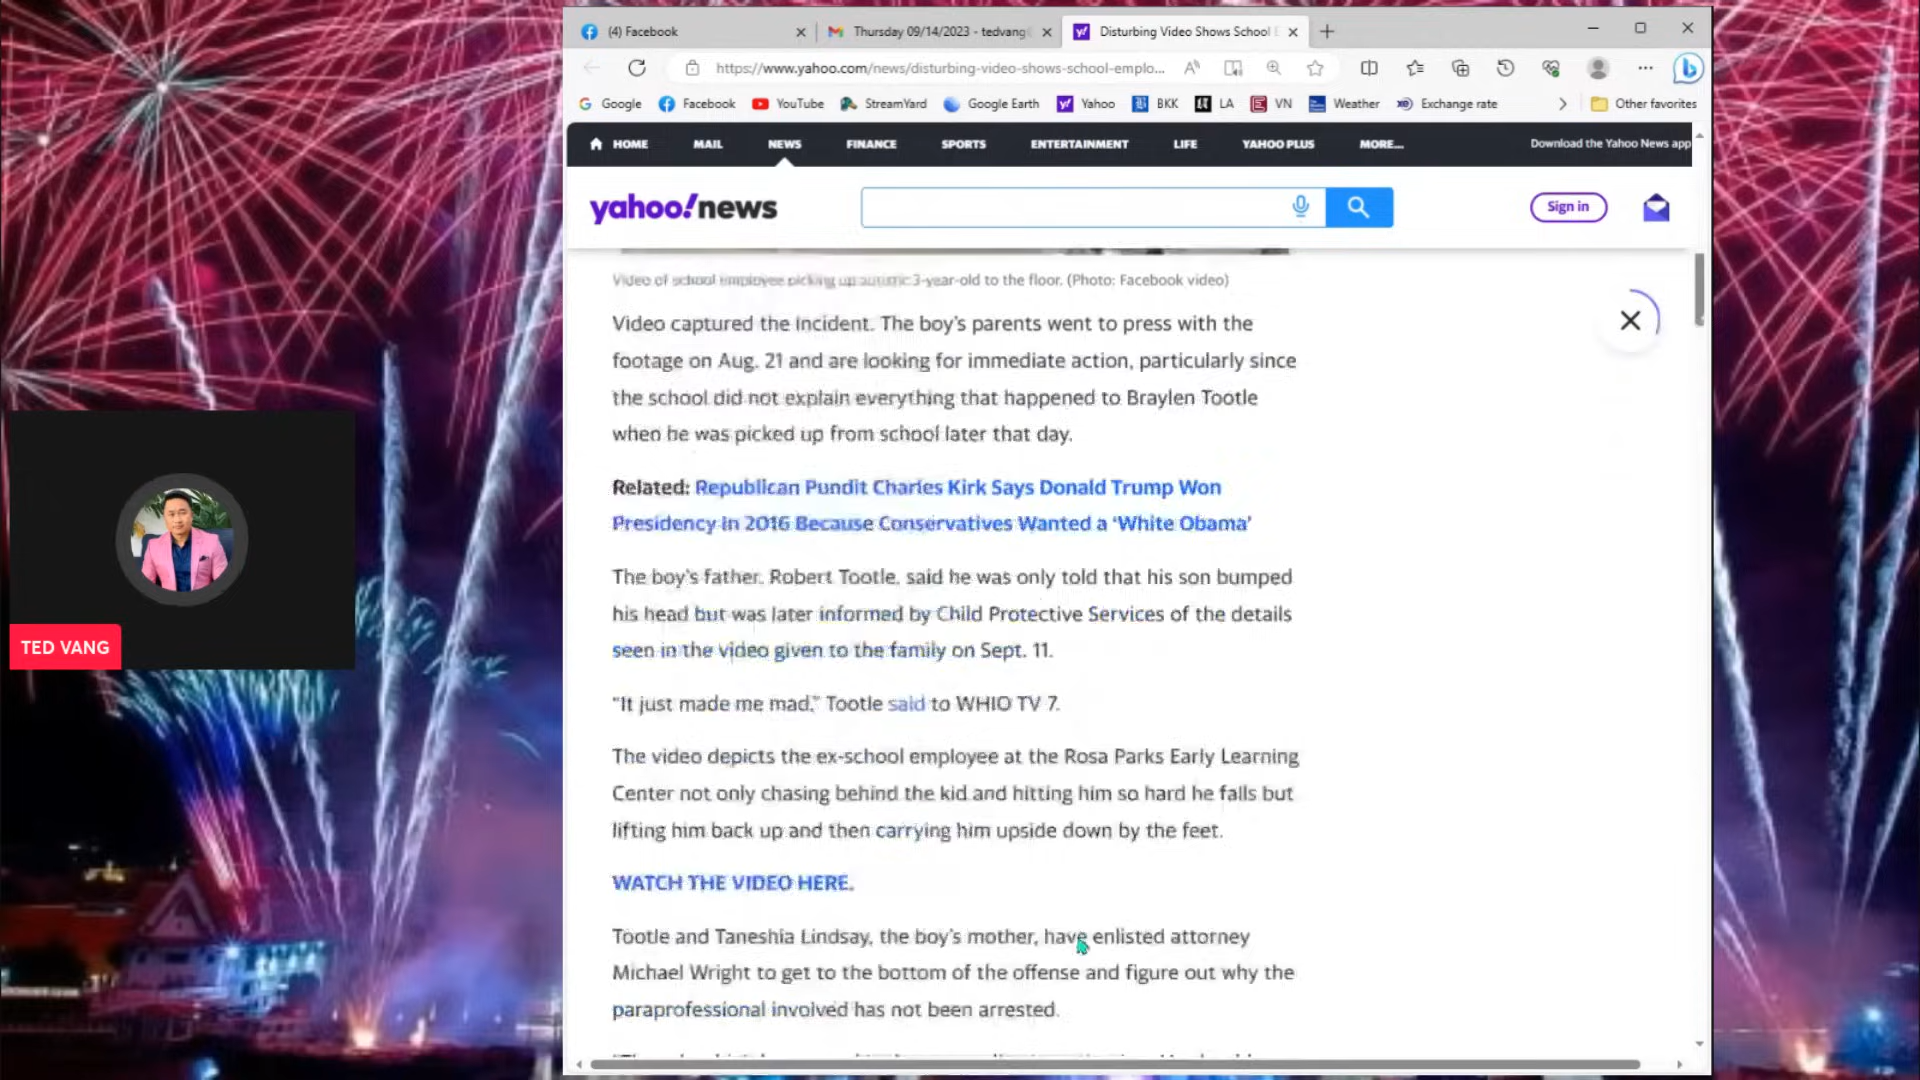 (4) Facebook
Thursday 09/14/2023 - tedvang
Disturbing Video Shows School E
https://www.yahoo.com/news/disturbing-video-shows-school-emplo...
Google
Facebook
YouTube
StreamYard
Google Earth
Yahoo
BKK
LA
VN
Weather
Exchange rate
Other favorites
HOME
MAIL
NEWS
FINANCE
SPORTS
ENTERTAINMENT
LIFE
YAHOO PLUS
MORE...
Download the Yahoo News app
yahoo!news
Sign in
Video of school employee picking up autistic 3-year-old to the floor. (Photo: Facebook video)
Video captured the incident. The boy's parents went to press with the
footage on Aug. 21 and are looking for immediate action, particularly since
the school did not explain everything that happened to Braylen Tootle
when he was picked up from school later that day.
Related: Republican Pundit Charles Kirk Says Donald Trump Won
Presidency In 2016 Because Conservatives Wanted a 'White Obama'
The boy's father, Robert Tootle, said he was only told that his son bumped
his head but was later informed by Child Protective Services of the details
seen in the video given to the family on Sept. 11.
"It just made me mad," Tootle said to WHIO TV 7.
The video depicts the ex-school employee at the Rosa Parks Early Learning
Center not only chasing behind the kid and hitting him so hard he falls but
lifting him back up and then carrying him upside down by the feet.
WATCH THE VIDEO HERE.
Tootle and Taneshia Lindsay, the boy's mother, have enlisted attorney
Michael Wright to get to the bottom of the offense and figure out why the
paraprofessional involved has not been arrested.
TED VANG